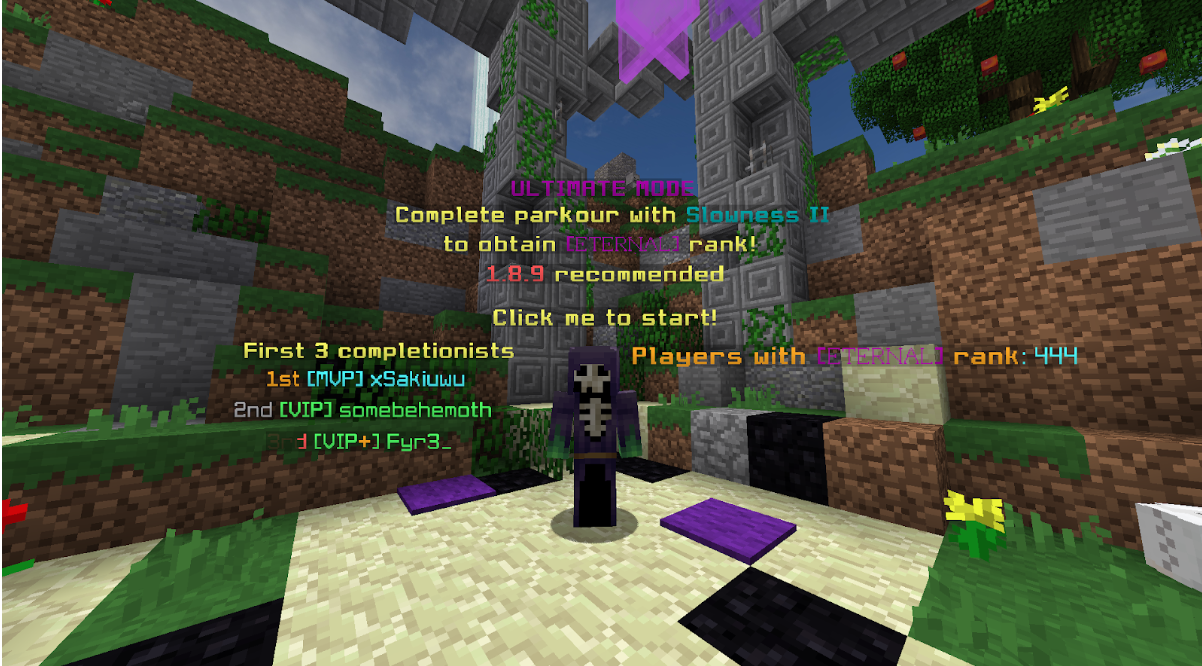 ULTIMATE MODE
Complete parkour with Slowness II
to obtain [ETERNAL] rank!
1.8.9 recommended
Click me to start!
First 3 completionists
1st [MVP] xSakiuwu
2nd [VIP] somebehemoth
3rd [VIP+] Fyr3_
Players with [ETERNAL] rank: 444